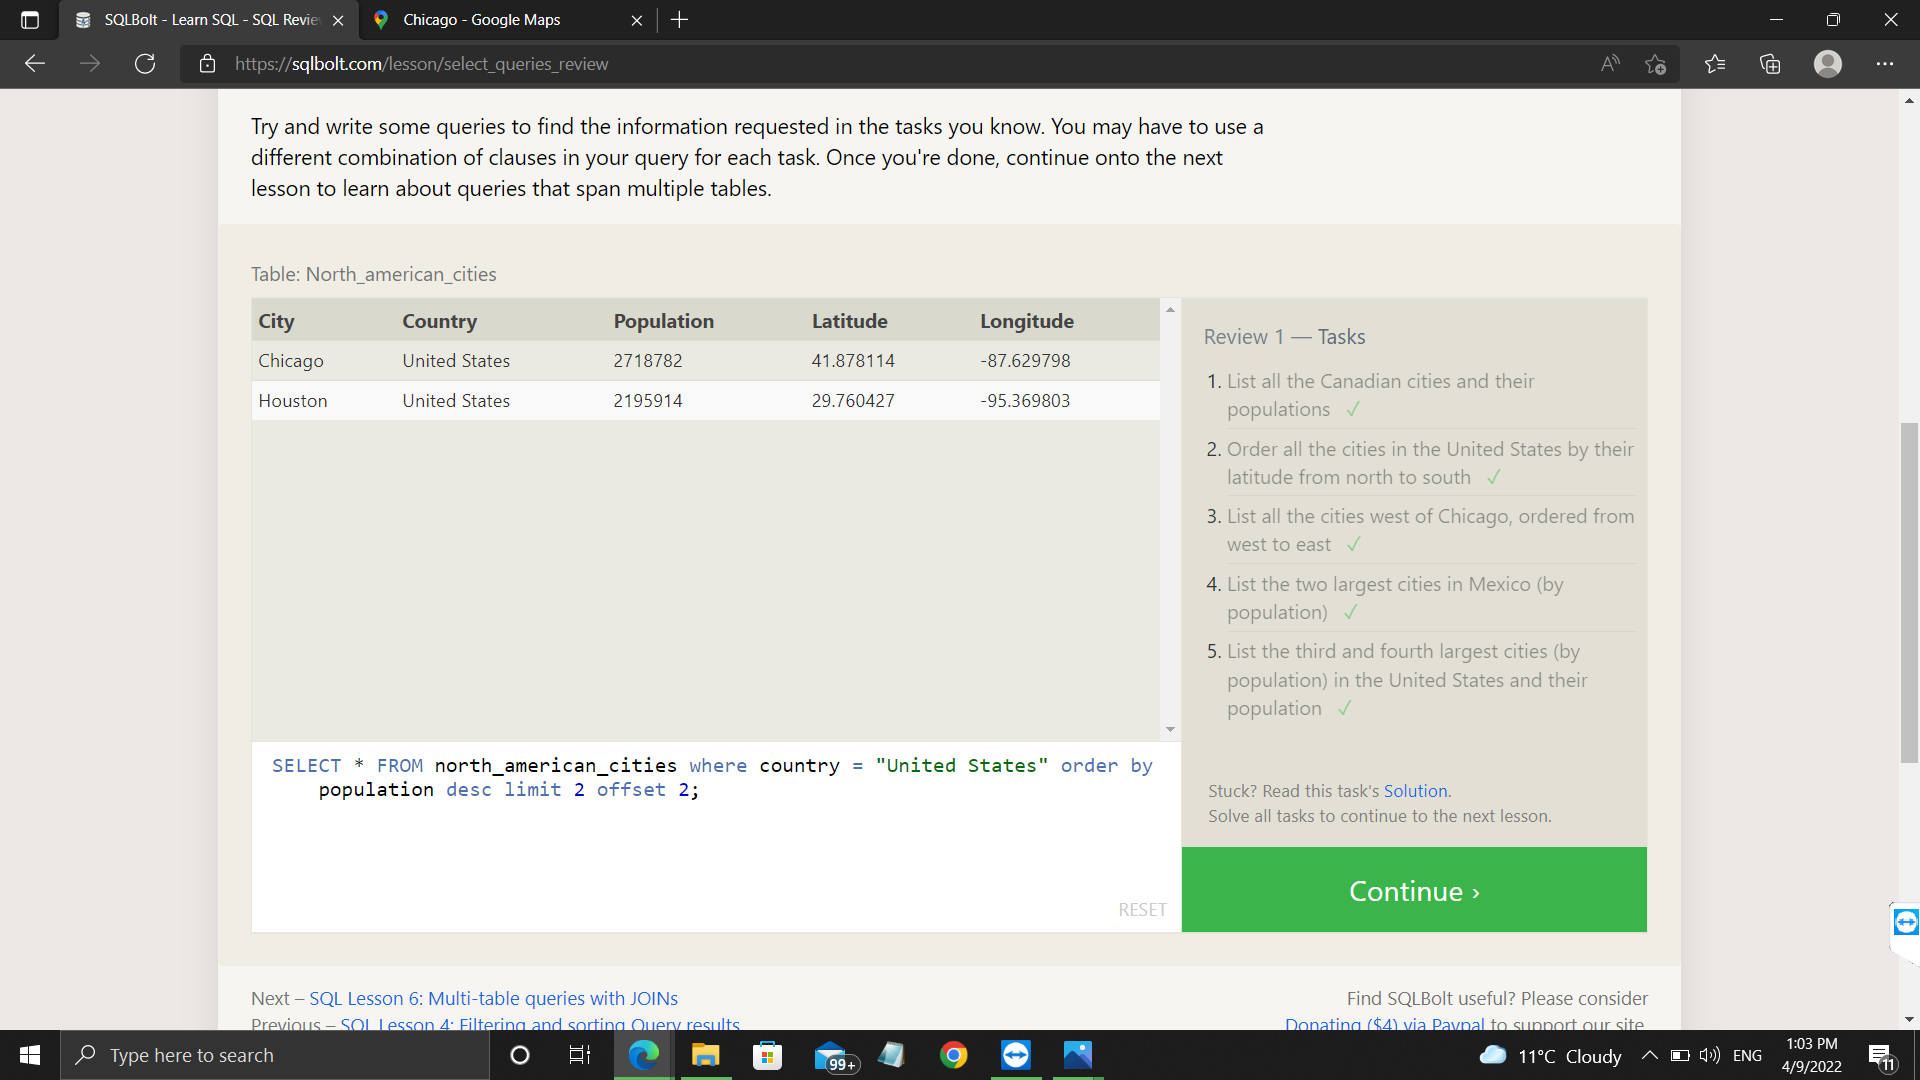 SQLBolt - Learn SQL - SQL Revie
Chicago - Google Maps
https://sqlbolt.com/lesson/select_queries_review
Try and write some queries to find the information requested in the tasks you know. You may have to use a
different combination of clauses in your query for each task. Once you're done, continue onto the next
lesson to learn about queries that span multiple tables.
Table: North_american_cities
City Country Population Latitude Longitude
Chicago United States 2718782 41.878114 -87.629798
Houston United States 2195914 29.760427 -95.369803
Review 1 — Tasks
1. List all the Canadian cities and their
populations ✓
2. Order all the cities in the United States by their
latitude from north to south ✓
3. List all the cities west of Chicago, ordered from
west to east ✓
4. List the two largest cities in Mexico (by
population) ✓
5. List the third and fourth largest cities (by
population) in the United States and their
population ✓
SELECT * FROM north_american_cities where country = "United States" order by
population desc limit 2 offset 2;
RESET
Stuck? Read this task's Solution.
Solve all tasks to continue to the next lesson.
Continue ›
Next – SQL Lesson 6: Multi-table queries with JOINs
Previous – SQL Lesson 4: Filtering and sorting Query results
Find SQLBolt useful? Please consider
Donating ($4) via Paypal to support our site.
Type here to search
99+
11°C Cloudy
ENG
1:03 PM
4/9/2022
11